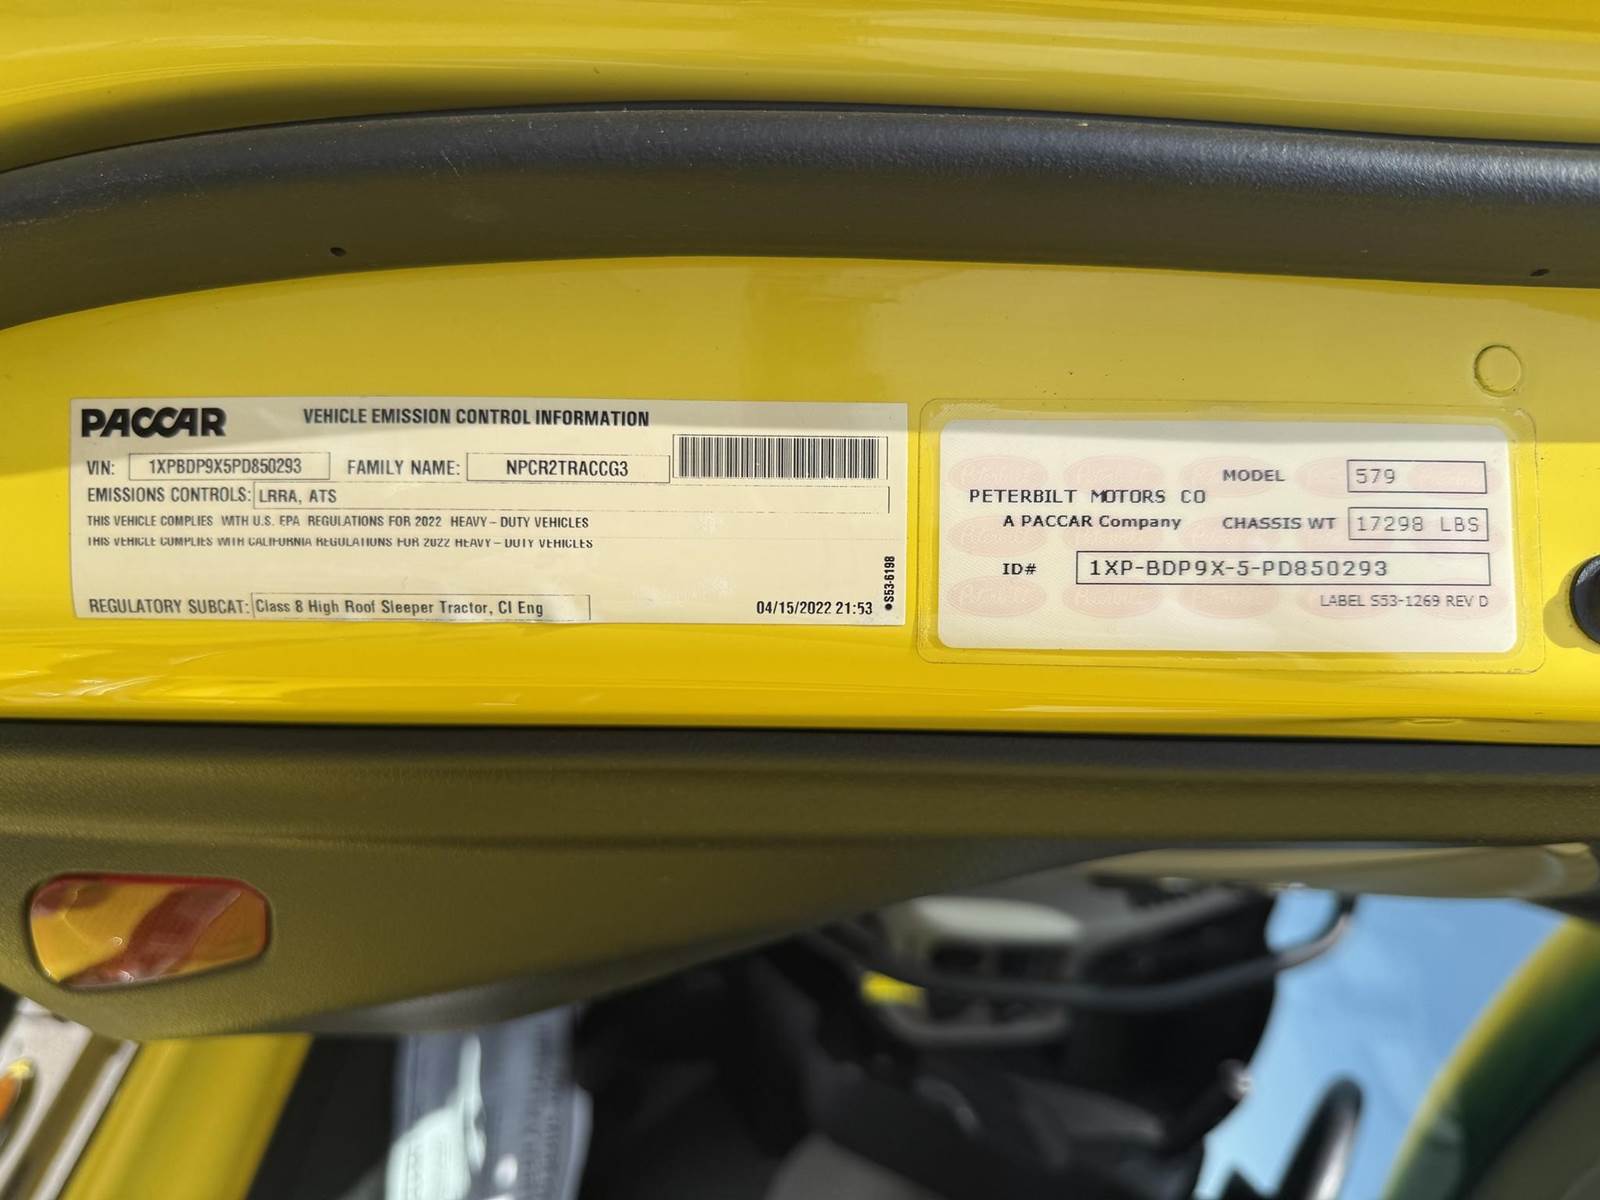 PACCAR
VEHICLE EMISSION CONTROL INFORMATION
VIN: 1XPBDP9X5PD850293 FAMILY NAME: NPCR2TRACCG3
EMISSIONS CONTROLS: LRRA, ATS
THIS VEHICLE COMPLIES WITH U.S. EPA REGULATIONS FOR 2022 HEAVY-DUTY VEHICLES
THIS VEHICLE COMPLIES WITH CALIFORNIA REGULATIONS FOR 2022 HEAVY-DUTY VEHICLES
REGULATORY SUBCAT: Class 8 High Roof Sleeper Tractor, CI Eng
04/15/2022 21:53
●S53-6198
MODEL 579
PETERBILT MOTORS CO
A PACCAR Company
CHASSIS WT 17298 LBS
ID# 1XP-BDP9X-5-PD850293
LABEL S53-1269 REV D